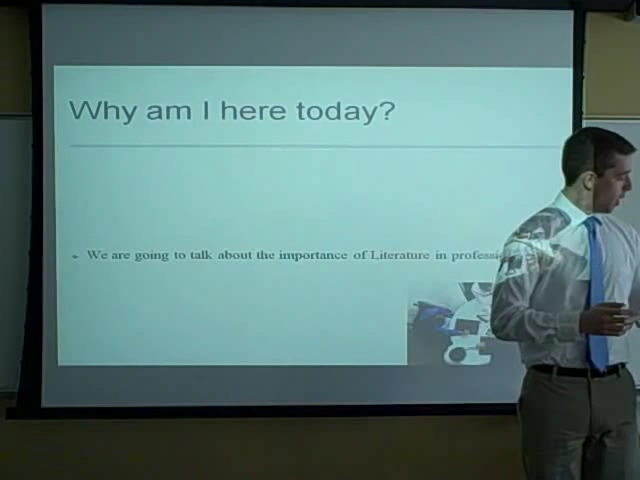 Why am I here today?
We are going to talk about the importance of Literature in